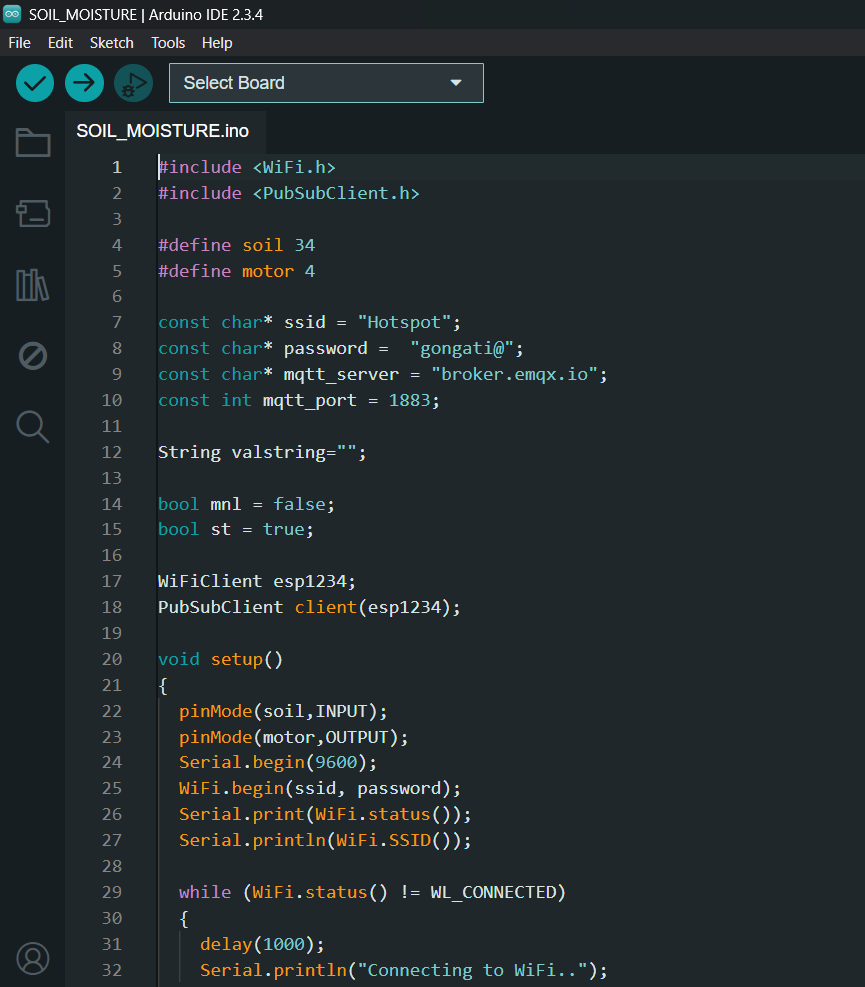 SOIL_MOISTURE | Arduino IDE 2.3.4
File Edit Sketch Tools Help
Select Board
SOIL_MOISTURE.ino
1 #include <WiFi.h>
2 #include <PubSubClient.h>
3
4 #define soil 34
5 #define motor 4
6
7 const char* ssid = "Hotspot";
8 const char* password =  "gongati@";
9 const char* mqtt_server = "broker.emqx.io";
10 const int mqtt_port = 1883;
11
12 String valstring="";
13
14 bool mnl = false;
15 bool st = true;
16
17 WiFiClient esp1234;
18 PubSubClient client(esp1234);
19
20 void setup()
21 {
22   pinMode(soil,INPUT);
23   pinMode(motor,OUTPUT);
24   Serial.begin(9600);
25   WiFi.begin(ssid, password);
26   Serial.print(WiFi.status());
27   Serial.println(WiFi.SSID());
28
29   while (WiFi.status() != WL_CONNECTED)
30   {
31     delay(1000);
32     Serial.println("Connecting to WiFi..");